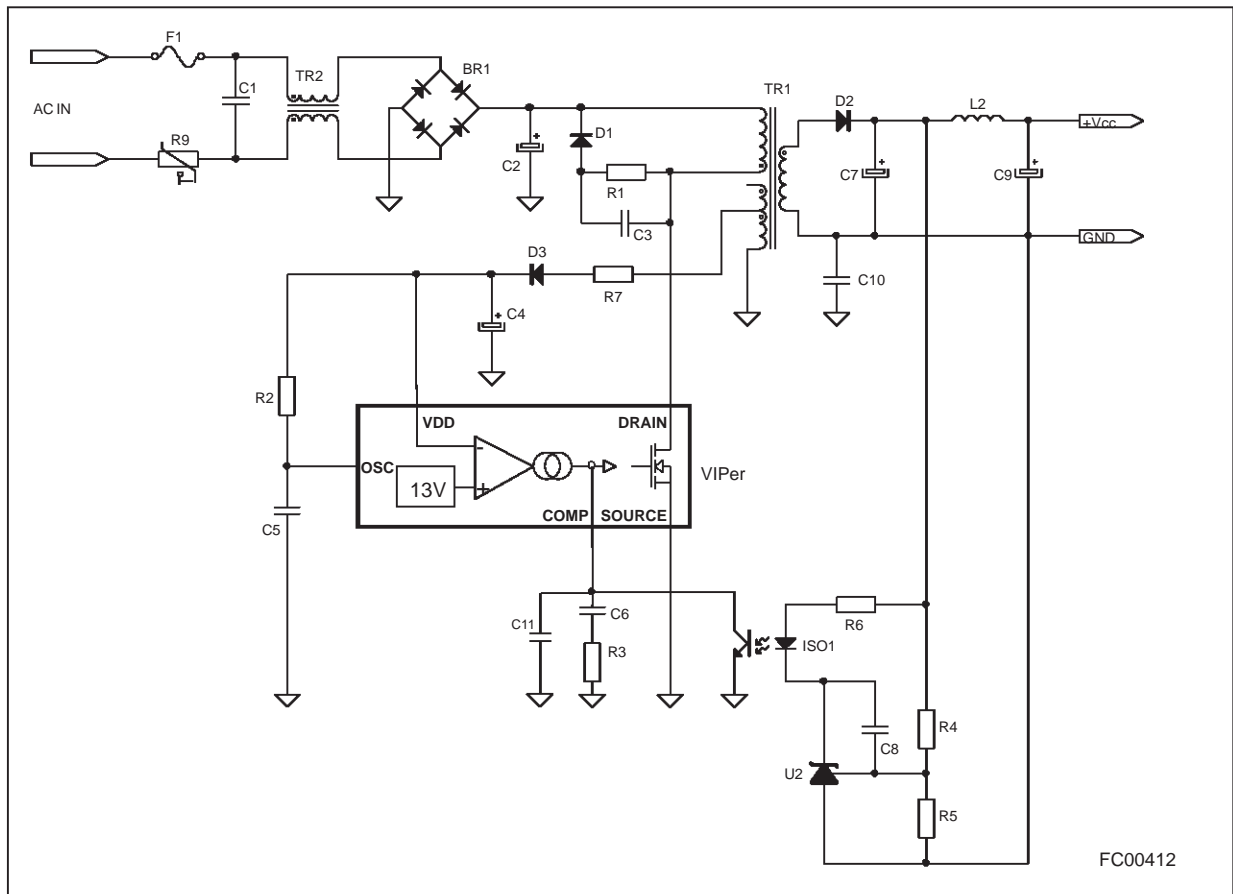 F1
TR2
BR1
TR1
D2
L2
C1
+Vcc
AC IN
D1
R9
C2
C7
C9
R1
C3
GND
D3
R7
C10
C4
R2
VDD
DRAIN
OSC
-
13V
+
VIPer
COMP
SOURCE
C5
C11
C6
R3
R6
ISO1
R4
C8
U2
R5
FC00412